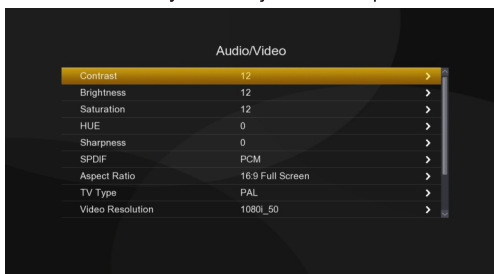 Audio/Video
Contrast 12
Brightness 12
Saturation 12
HUE 0
Sharpness 0
SPDIF PCM
Aspect Ratio 16:9 Full Screen
TV Type PAL
Video Resolution 1080i_50